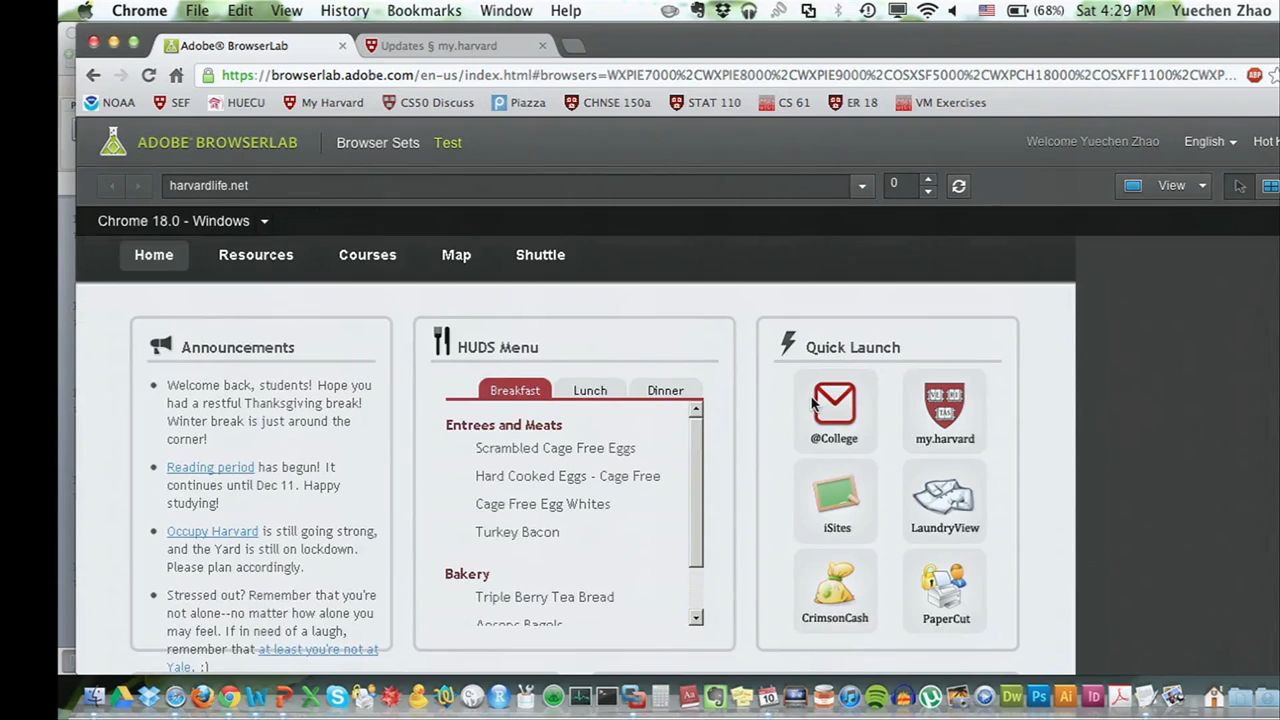 Chrome File Edit View History Bookmarks Window Help (68%) Sat 4:29 PM Yuechen Zhao
Adobe® BrowserLab Updates § my.harvard
https://browserlab.adobe.com/en-us/index.html#browsers=WXPIE7000%2CWXPIE8000%2CWXPIE9000%2COSXSF5000%2CWXPCH18000%2COSXFF1100%2CWXP... ABP
NOAA SEF HUECU My Harvard CS50 Discuss Piazza CHNSE 150a STAT 110 CS 61 ER 18 VM Exercises
ADOBE® BROWSERLAB Browser Sets Test Welcome Yuechen Zhao English Hot
harvardlife.net 0 View
Chrome 18.0 - Windows
Home Resources Courses Map Shuttle
Announcements
Welcome back, students! Hope you
had a restful Thanksgiving break!
Winter break is just around the
corner!
Reading period has begun! It
continues until Dec 11. Happy
studying!
Occupy Harvard is still going strong,
and the Yard is still on lockdown.
Please plan accordingly.
Stressed out? Remember that you're
not alone--no matter how alone you
may feel. If in need of a laugh,
remember that at least you're not at
Yale. :)
HUDS Menu
Breakfast Lunch Dinner
Entrees and Meats
Scrambled Cage Free Eggs
Hard Cooked Eggs - Cage Free
Cage Free Egg Whites
Turkey Bacon
Bakery
Triple Berry Tea Bread
Quick Launch
@College my.harvard
iSites LaundryView
CrimsonCash PaperCut
Dw Ps Ai Id